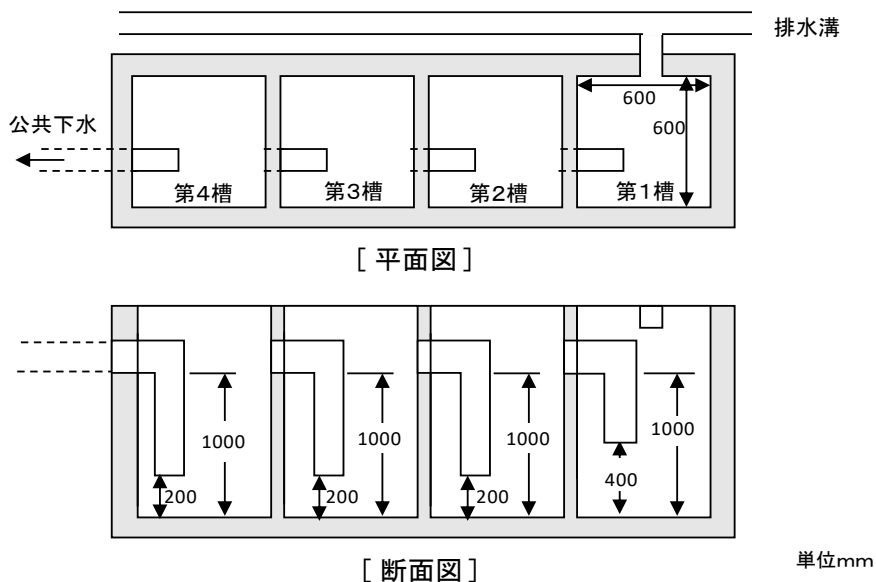 排水溝
600
600
公共下水
第4槽
第3槽
第2槽
第1槽
[ 平面図 ]
1000
1000
1000
1000
400
200
200
200
[ 断面図 ]
単位mm